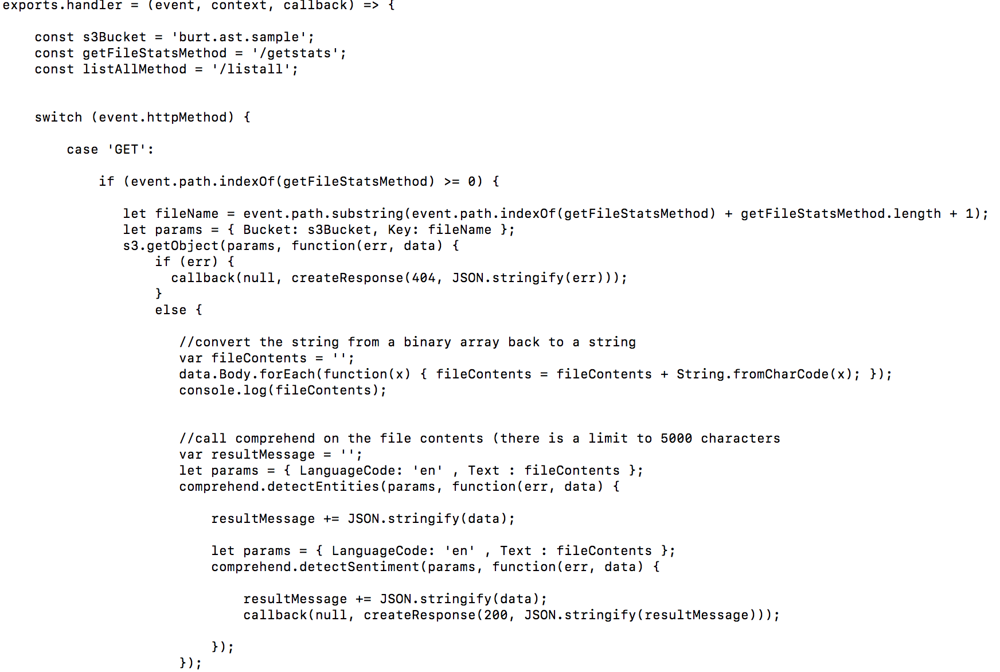 exports.handler = (event, context, callback) => {
const s3Bucket = 'burt.ast.sample';
const getFileStatsMethod = '/getstats';
const listAllMethod = '/listall';
switch (event.httpMethod) {
case 'GET':
if (event.path.indexOf(getFileStatsMethod) >= 0) {
let fileName = event.path.substring(event.path.indexOf(getFileStatsMethod) + getFileStatsMethod.length + 1);
let params = { Bucket: s3Bucket, Key: fileName };
s3.getObject(params, function(err, data) {
if (err) {
callback(null, createResponse(404, JSON.stringify(err)));
}
else {
//convert the string from a binary array back to a string
var fileContents = '';
data.Body.forEach(function(x) { fileContents = fileContents + String.fromCharCode(x); });
console.log(fileContents);
//call comprehend on the file contents (there is a limit to 5000 characters
var resultMessage = '';
let params = { LanguageCode: 'en' , Text : fileContents };
comprehend.detectEntities(params, function(err, data) {
resultMessage += JSON.stringify(data);
let params = { LanguageCode: 'en' , Text : fileContents };
comprehend.detectSentiment(params, function(err, data) {
resultMessage += JSON.stringify(data);
callback(null, createResponse(200, JSON.stringify(resultMessage)));
});
});